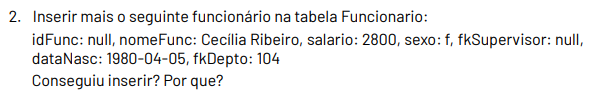 2. Inserir mais o seguinte funcionário na tabela Funcionario:
idFunc: null, nomeFunc: Cecília Ribeiro, salario: 2800, sexo: f, fkSupervisor: null,
dataNasc: 1980-04-05, fkDepto: 104
Conseguiu inserir? Por que?